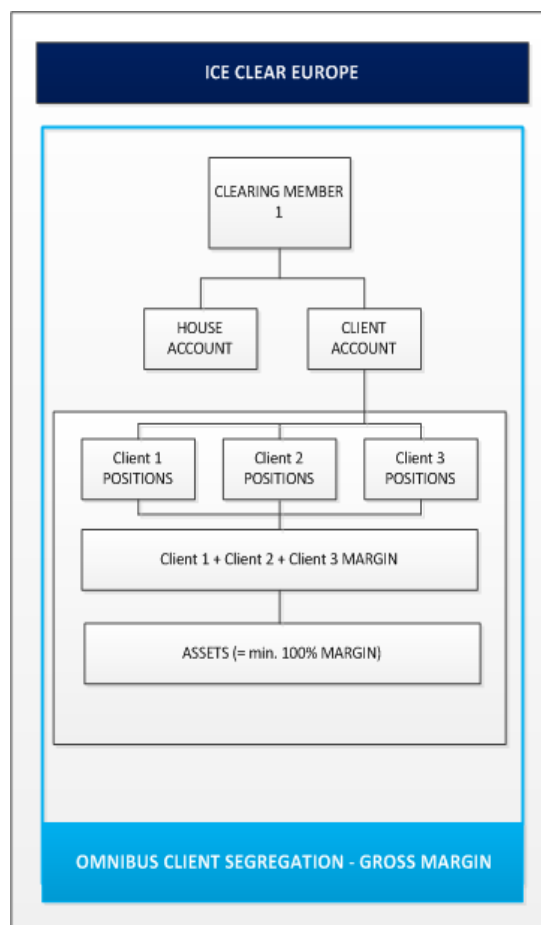 ICE CLEAR EUROPE
CLEARING MEMBER
1
HOUSE
ACCOUNT
CLIENT
ACCOUNT
Client 1
POSITIONS
Client 2
POSITIONS
Client 3
POSITIONS
Client 1 + Client 2 + Client 3 MARGIN
ASSETS (= min. 100% MARGIN)
OMNIBUS CLIENT SEGREGATION - GROSS MARGIN